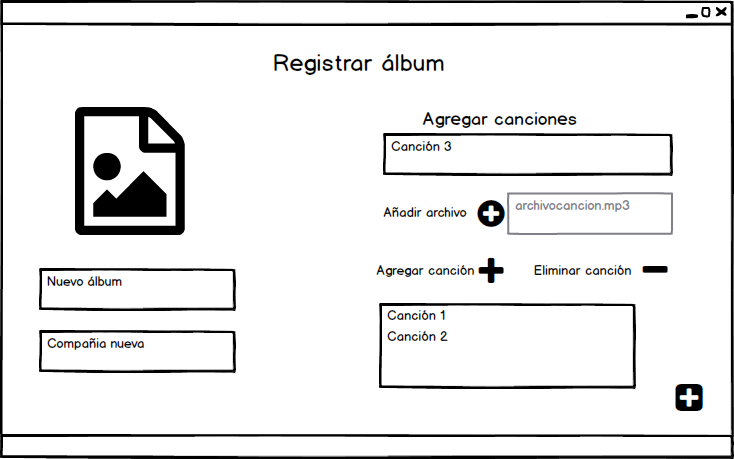 Registrar álbum
Agregar canciones
Canción 3
Añadir archivo
archivocancion.mp3
Agregar canción
Eliminar canción
Nuevo álbum
Canción 1
Canción 2
Compañia nueva